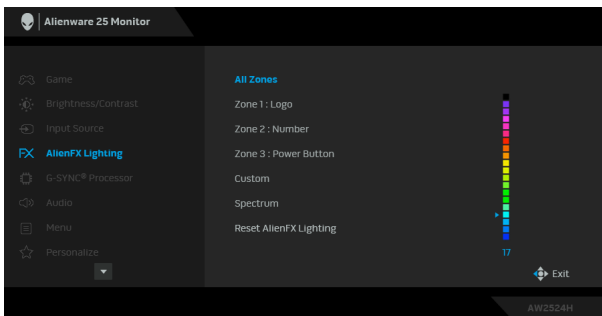 Alienware 25 Monitor
Game
Brightness/Contrast
Input Source
FX AlienFX Lighting
G-SYNC® Processor
Audio
Menu
Personalize
All Zones
Zone 1 : Logo
Zone 2 : Number
Zone 3 : Power Button
Custom
Spectrum
Reset AlienFX Lighting
17
Exit
AW2524H